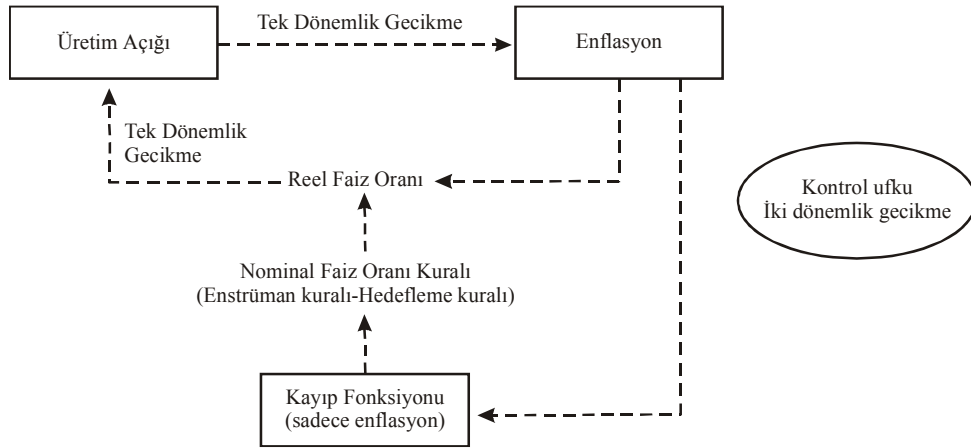 Tek Dönemlik Gecikme
Üretim Açığı
Enflasyon
Tek Dönemlik
Gecikme
Reel Faiz Oranı
Kontrol ufku
İki dönemlik gecikme
Nominal Faiz Oranı Kuralı
(Enstrüman kuralı-Hedefleme kuralı)
Kayıp Fonksiyonu
(sadece enflasyon)